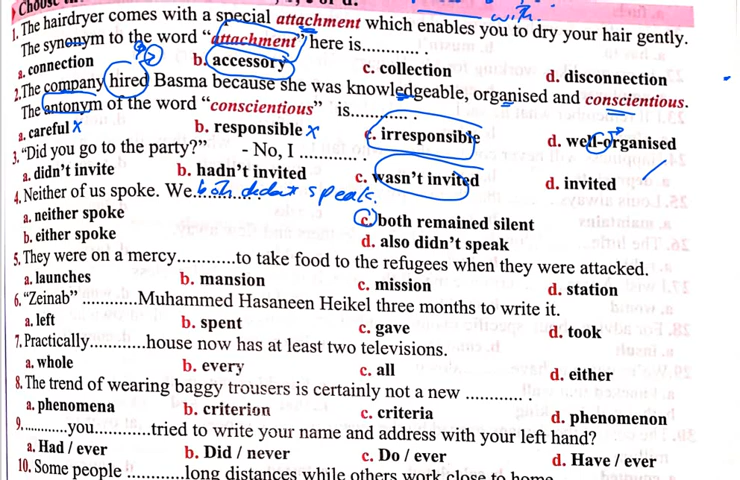 with.
1. The hairdryer comes with a special attachment which enables you to dry your hair gently.
The synonym to the word “attachment” here is............
a. connection b. accessory c. collection d. disconnection
2.The company hired Basma because she was knowledgeable, organised and conscientious.
The antonym of the word “conscientious” is............
a. careful x b. responsible x c. irresponsible d. well-organised
3. “Did you go to the party?” - No, I ............
a. didn’t invite b. hadn’t invited c. wasn’t invited d. invited
4. Neither of us spoke. We............ both didn't speak.
a. neither spoke c. both remained silent
b. either spoke d. also didn’t speak
5. They were on a mercy............to take food to the refugees when they were attacked.
a. launches b. mansion c. mission d. station
6. “Zeinab” ............Muhammed Hasaneen Heikel three months to write it.
a. left b. spent c. gave d. took
7. Practically............house now has at least two televisions.
a. whole b. every c. all d. either
8. The trend of wearing baggy trousers is certainly not a new ............
a. phenomena b. criterion c. criteria d. phenomenon
9.............you............tried to write your name and address with your left hand?
a. Had / ever b. Did / never c. Do / ever d. Have / ever
10. Some people ............long distances while others work close to home